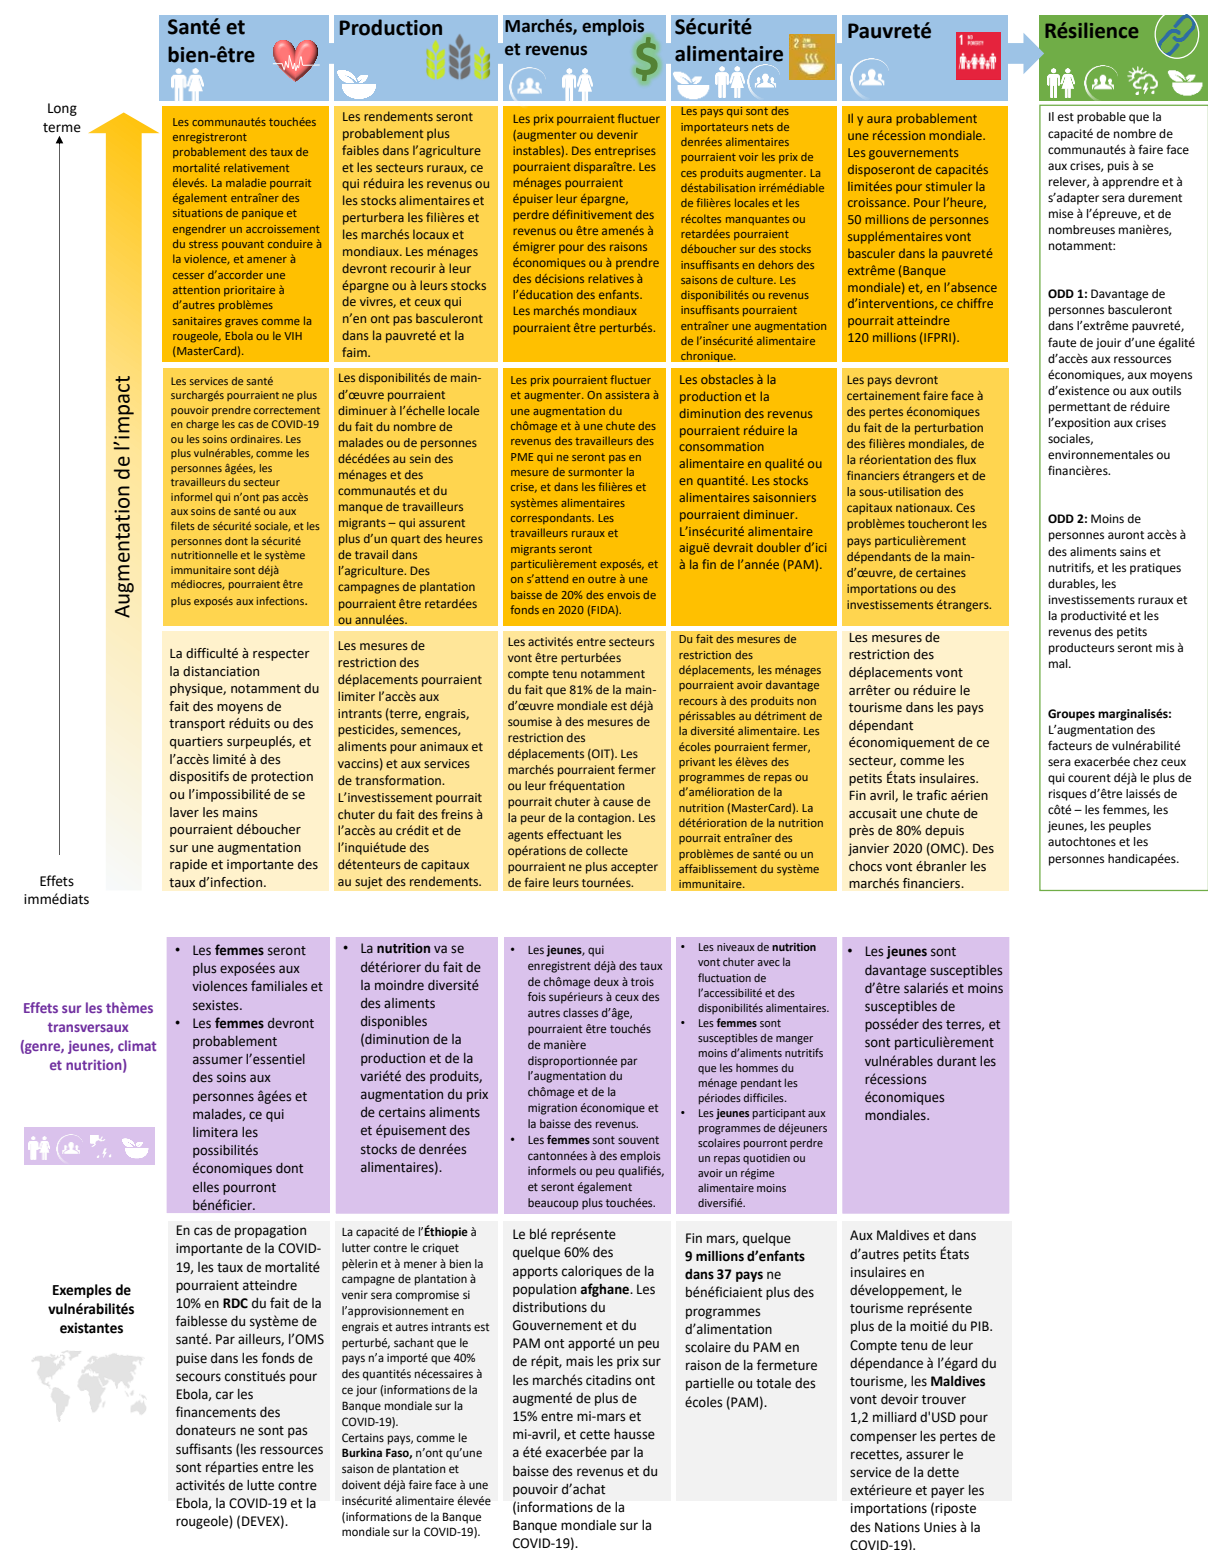 Santé et
bien-être
Production
Marchés, emplois
et revenus
$
Sécurité
alimentaire
2
Pauvreté
1
Résilience
Long
terme
Augmentation de l’impact
Effets
immédiats
Les communautés touchées
enregistreront
probablement des taux de
mortalité relativement
élevés. La maladie pourrait
également entraîner des
situations de panique et
engendrer un accroissement
du stress pouvant conduire à
la violence, et amener à
cesser d’accorder une
attention prioritaire à
d’autres problèmes
sanitaires graves comme la
rougeole, Ebola ou le VIH
(MasterCard).
Les rendements seront
probablement plus
faibles dans l’agriculture
et les secteurs ruraux, ce
qui réduira les revenus ou
les stocks alimentaires et
perturbera les filières et
les marchés locaux et
mondiaux. Les ménages
devront recourir à leur
épargne ou à leurs stocks
de vivres, et ceux qui
n’en ont pas basculeront
dans la pauvreté et la
faim.
Les prix pourraient fluctuer
(augmenter ou devenir
instables). Des entreprises
pourraient disparaître. Les
ménages pourraient
épuiser leur épargne,
perdre définitivement des
revenus ou être amenés à
émigrer pour des raisons
économiques ou à prendre
des décisions relatives à
l’éducation des enfants.
Les marchés mondiaux
pourraient être perturbés.
Les pays qui sont des
importateurs nets de
denrées alimentaires
pourraient voir les prix de
ces produits augmenter. La
déstabilisation irrémédiable
de filières locales et les
récoltes manquantes ou
retardées pourraient
déboucher sur des stocks
insuffisants en dehors des
saisons de culture. Les
disponibilités ou revenus
insuffisants pourraient
entraîner une augmentation
de l’insécurité alimentaire
chronique.
Il y aura probablement
une récession mondiale.
Les gouvernements
disposeront de capacités
limitées pour stimuler la
croissance. Pour l’heure,
50 millions de personnes
supplémentaires vont
basculer dans la pauvreté
extrême (Banque
mondiale) et, en l’absence
d’interventions, ce chiffre
pourrait atteindre
120 millions (IFPRI).
Les services de santé
surchargés pourraient ne plus
pouvoir prendre correctement
en charge les cas de COVID-19
ou les soins ordinaires. Les
plus vulnérables, comme les
personnes âgées, les
travailleurs du secteur
informel qui n’ont pas accès
aux soins de santé ou aux
filets de sécurité sociale, et les
personnes dont la sécurité
nutritionnelle et le système
immunitaire sont déjà
médiocres, pourraient être
plus exposés aux infections.
Les disponibilités de main-
d’œuvre pourraient
diminuer à l’échelle locale
du fait du nombre de
malades ou de personnes
décédées au sein des
ménages et des
communautés et du
manque de travailleurs
migrants – qui assurent
plus d’un quart des heures
de travail dans
l’agriculture. Des
campagnes de plantation
pourraient être retardées
ou annulées.
Les prix pourraient fluctuer
et augmenter. On assistera à
une augmentation du
chômage et à une chute des
revenus des travailleurs des
PME qui ne seront pas en
mesure de surmonter la
crise, et dans les filières et
systèmes alimentaires
correspondants. Les
travailleurs ruraux et
migrants seront
particulièrement exposés, et
on s’attend en outre à une
baisse de 20% des envois de
fonds en 2020 (FIDA).
Les obstacles à la
production et la
diminution des revenus
pourraient réduire la
consommation
alimentaire en qualité ou
en quantité. Les stocks
alimentaires saisonniers
pourraient diminuer.
L’insécurité alimentaire
aiguë devrait doubler d’ici
à la fin de l’année (PAM).
Les pays devront
certainement faire face à
des pertes économiques
du fait de la perturbation
des filières mondiales, de
la réorientation des flux
financiers étrangers et de
la sous-utilisation des
capitaux nationaux. Ces
problèmes toucheront les
pays particulièrement
dépendants de la main-
d’œuvre, de certaines
importations ou des
investissements étrangers.
La difficulté à respecter
la distanciation
physique, notamment du
fait des moyens de
transport réduits ou des
quartiers surpeuplés, et
l’accès limité à des
dispositifs de protection
ou l’impossibilité de se
laver les mains
pourraient déboucher
sur une augmentation
rapide et importante des
taux d’infection.
Les mesures de
restriction des
déplacements pourraient
limiter l’accès aux
intrants (terre, engrais,
pesticides, semences,
aliments pour animaux et
vaccins) et aux services
de transformation.
L’investissement pourrait
chuter du fait des freins à
l’accès au crédit et de
l’inquiétude des
détenteurs de capitaux
au sujet des rendements.
Les activités entre secteurs
vont être perturbées
compte tenu notamment
du fait que 81% de la main-
d’œuvre mondiale est déjà
soumise à des mesures de
restriction des
déplacements (OIT). Les
marchés pourraient fermer
ou leur fréquentation
pourrait chuter à cause de
la peur de la contagion. Les
agents effectuant les
opérations de collecte
pourraient ne plus accepter
de faire leurs tournées.
Du fait des mesures de
restriction des
déplacements, les ménages
pourraient avoir davantage
recours à des produits non
périssables au détriment de
la diversité alimentaire. Les
écoles pourraient fermer,
privant les élèves des
programmes de repas ou
d’amélioration de la
nutrition (MasterCard). La
détérioration de la nutrition
pourrait entraîner des
problèmes de santé ou un
affaiblissement du système
immunitaire.
Les mesures de
restriction des
déplacements vont
arrêter ou réduire le
tourisme dans les pays
dépendant
économiquement de ce
secteur, comme les
petits États insulaires.
Fin avril, le trafic aérien
accusait une chute de
près de 80% depuis
janvier 2020 (OMC). Des
chocs vont ébranler les
marchés financiers.
Il est probable que la
capacité de nombre de
communautés à faire face
aux crises, puis à se
relever, à apprendre et à
s’adapter sera durement
mise à l’épreuve, et de
nombreuses manières,
notamment:
ODD 1: Davantage de
personnes basculeront
dans l’extrême pauvreté,
faute de jouir d’une égalité
d’accès aux ressources
économiques, aux moyens
d’existence ou aux outils
permettant de réduire
l’exposition aux crises
sociales,
environnementales ou
financières.
ODD 2: Moins de
personnes auront accès à
des aliments sains et
nutritifs, et les pratiques
durables, les
investissements ruraux et
la productivité et les
revenus des petits
producteurs seront mis à
mal.
Groupes marginalisés:
L’augmentation des
facteurs de vulnérabilité
sera exacerbée chez ceux
qui courent déjà le plus de
risques d’être laissés de
côté – les femmes, les
jeunes, les peuples
autochtones et les
personnes handicapées.
Effets sur les thèmes
transversaux
(genre, jeunes, climat
et nutrition)
• Les femmes seront
plus exposées aux
violences familiales et
sexistes.
• Les femmes devront
probablement
assumer l’essentiel
des soins aux
personnes âgées et
malades, ce qui
limitera les
possibilités
économiques dont
elles pourront
bénéficier.
• La nutrition va se
détériorer du fait de
la moindre diversité
des aliments
disponibles
(diminution de la
production et de la
variété des produits,
augmentation du prix
de certains aliments
et épuisement des
stocks de denrées
alimentaires).
• Les jeunes, qui
enregistrent déjà des taux
de chômage deux à trois
fois supérieurs à ceux des
autres classes d’âge,
pourraient être touchés
de manière
disproportionnée par
l’augmentation du
chômage et de la
migration économique et
la baisse des revenus.
• Les femmes sont souvent
cantonnées à des emplois
informels ou peu qualifiés,
et seront également
beaucoup plus touchées.
• Les niveaux de nutrition
vont chuter avec la
fluctuation de
l’accessibilité et des
disponibilités alimentaires.
• Les femmes sont
susceptibles de manger
moins d’aliments nutritifs
que les hommes du
ménage pendant les
périodes difficiles.
• Les jeunes participant aux
programmes de déjeuners
scolaires pourront perdre
un repas quotidien ou
avoir un régime
alimentaire moins
diversifié.
• Les jeunes sont
davantage susceptibles
d’être salariés et moins
susceptibles de
posséder des terres, et
sont particulièrement
vulnérables durant les
récessions
économiques
mondiales.
Exemples de
vulnérabilités
existantes
En cas de propagation
importante de la COVID-
19, les taux de mortalité
pourraient atteindre
10% en RDC du fait de la
faiblesse du système de
santé. Par ailleurs, l’OMS
puise dans les fonds de
secours constitués pour
Ebola, car les
financements des
donateurs ne sont pas
suffisants (les ressources
sont réparties entre les
activités de lutte contre
Ebola, la COVID-19 et la
rougeole) (DEVEX).
La capacité de l’Éthiopie à
lutter contre le criquet
pèlerin et à mener à bien la
campagne de plantation à
venir sera compromise si
l’approvisionnement en
engrais et autres intrants est
perturbé, sachant que le
pays n’a importé que 40%
des quantités nécessaires à
ce jour (informations de la
Banque mondiale sur la
COVID-19).
Certains pays, comme le
Burkina Faso, n’ont qu’une
saison de plantation et
doivent déjà faire face à une
insécurité alimentaire élevée
(informations de la Banque
mondiale sur la COVID-19).
Le blé représente
quelque 60% des
apports caloriques de la
population afghane. Les
distributions du
Gouvernement et du
PAM ont apporté un peu
de répit, mais les prix sur
les marchés citadins ont
augmenté de plus de
15% entre mi-mars et
mi-avril, et cette hausse
a été exacerbée par la
baisse des revenus et du
pouvoir d’achat
(informations de la
Banque mondiale sur la
COVID-19).
Fin mars, quelque
9 millions d’enfants
dans 37 pays ne
bénéficiaient plus des
programmes
d’alimentation
scolaire du PAM en
raison de la fermeture
partielle ou totale des
écoles (PAM).
Aux Maldives et dans
d’autres petits États
insulaires en
développement, le
tourisme représente
plus de la moitié du PIB.
Compte tenu de leur
dépendance à l’égard du
tourisme, les Maldives
vont devoir trouver
1,2 milliard d'USD pour
compenser les pertes de
recettes, assurer le
service de la dette
extérieure et payer les
importations (riposte
des Nations Unies à la
COVID-19).